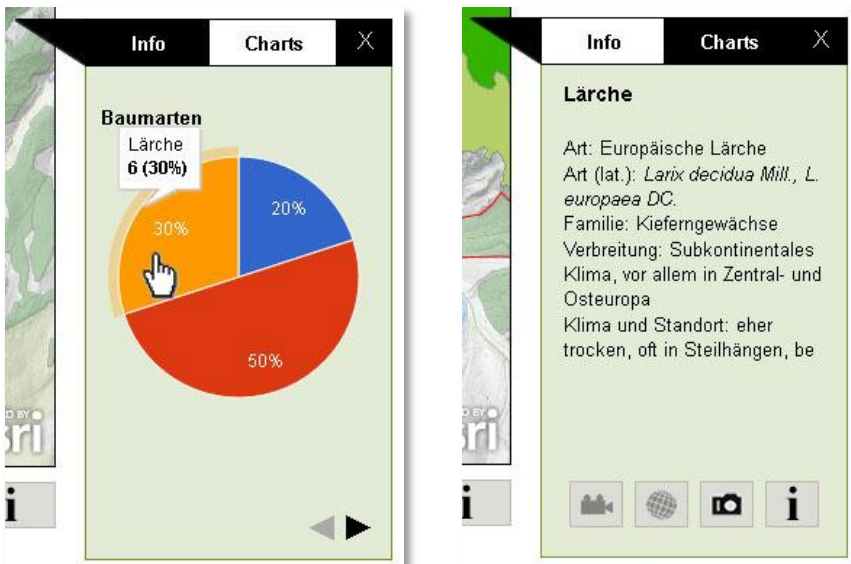 Info
Charts
X
Baumarten
Lärche
6 (30%)
20%
30%
50%
i
Info
Charts
X
Lärche
Art: Europäische Lärche
Art (lat.): Larix decidua Mill., L.
europaea DC.
Familie: Kieferngewächse
Verbreitung: Subkontinentales
Klima, vor allem in Zentral- und
Osteuropa
Klima und Standort: eher
trocken, oft in Steilhängen, be
i
i